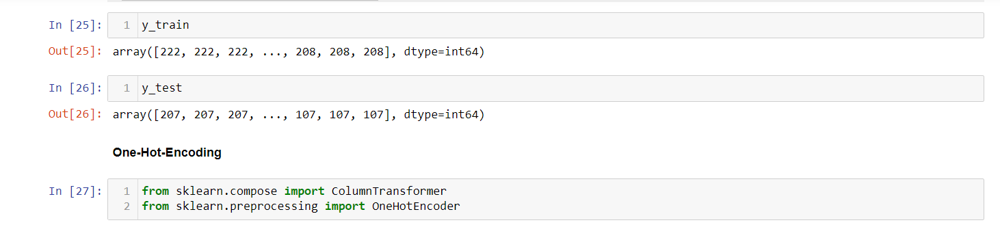 In [25]: 1 y_train
Out[25]: array([222, 222, 222, ..., 208, 208, 208], dtype=int64)
In [26]: 1 y_test
Out[26]: array([207, 207, 207, ..., 107, 107, 107], dtype=int64)
One-Hot-Encoding
In [27]: 1 from sklearn.compose import ColumnTransformer
2 from sklearn.preprocessing import OneHotEncoder